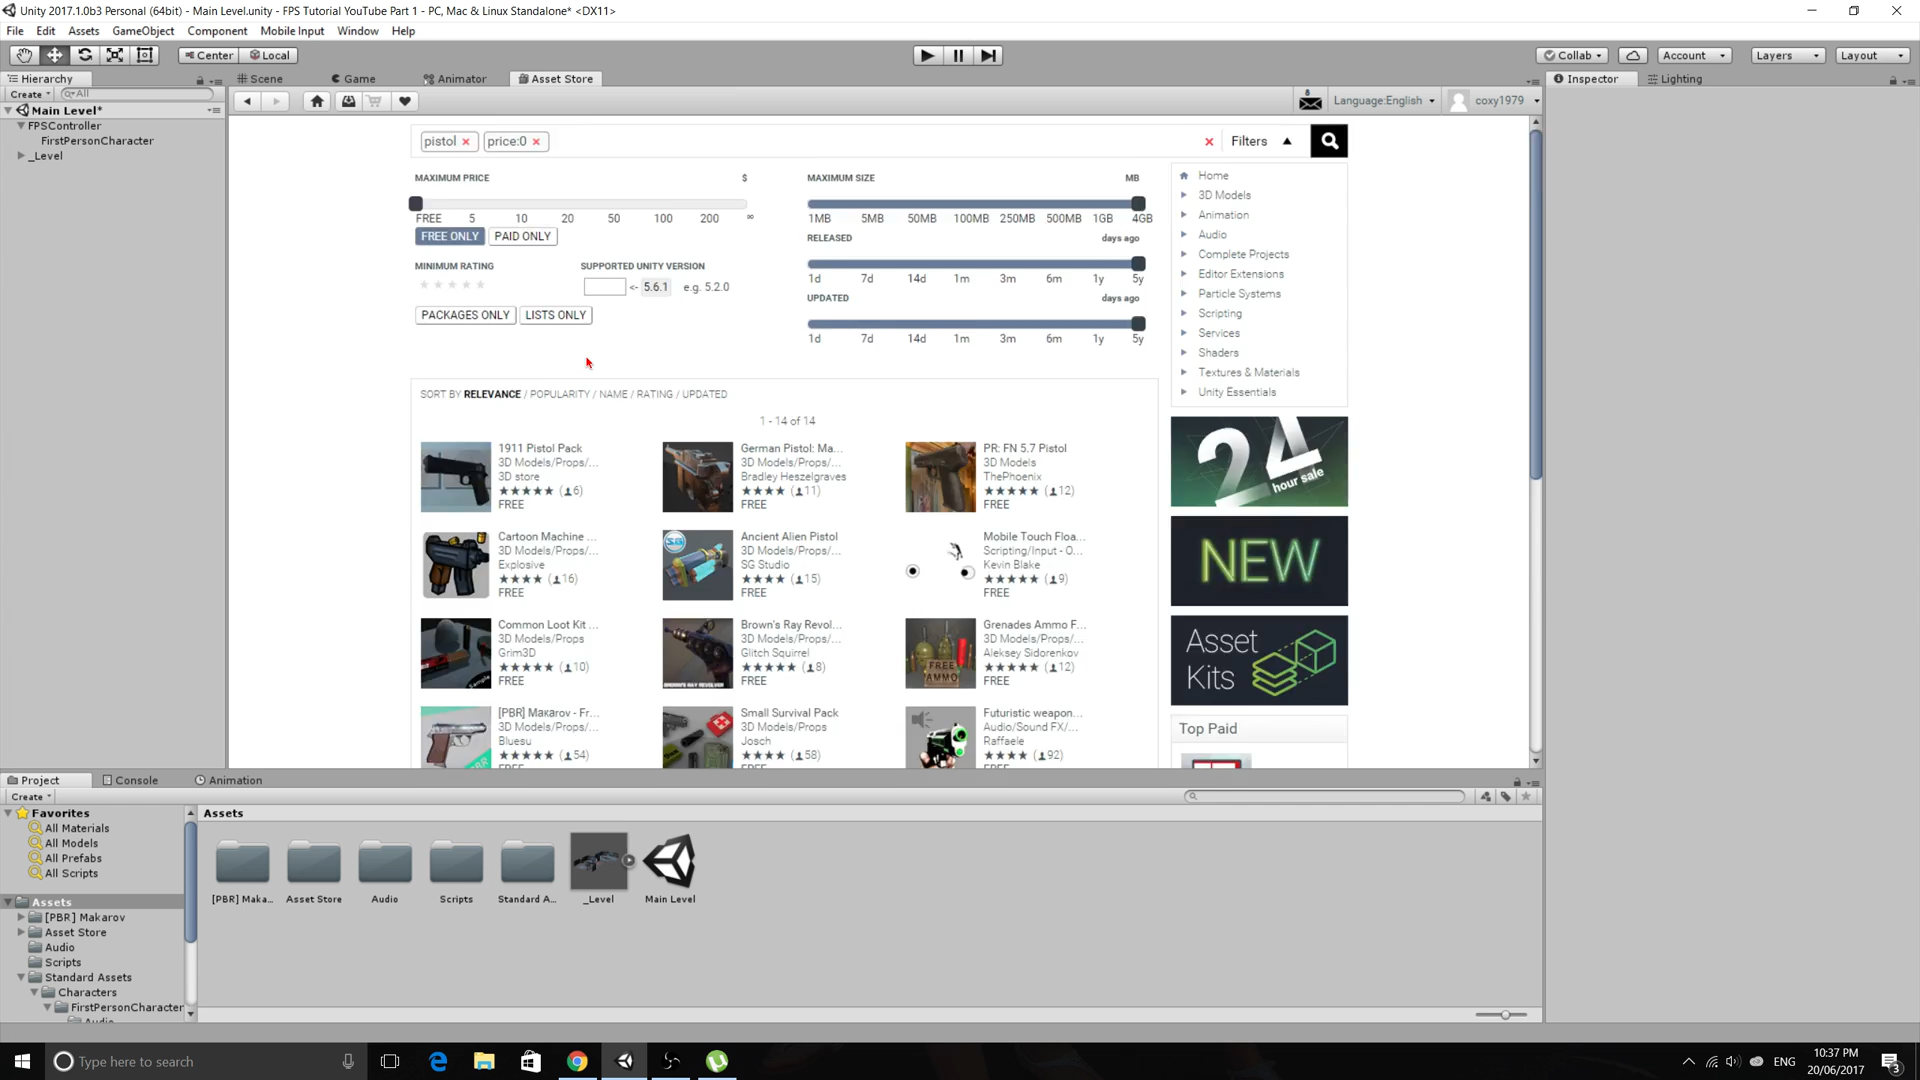 Unity 2017.1.0b3 Personal (64bit) - Main Level.unity - FPS Tutorial YouTube Part 1 - PC, Mac & Linux Standalone* <DX11>
File Edit Assets GameObject Component Mobile Input Window Help
Center Local Collab Account Layers Layout
Hierarchy Scene Game Animator Asset Store Inspector Lighting
Create All
Language:English coxy1979
8
Main Level*
FPSController
FirstPersonCharacter
_Level
pistol price:0 Filters
MAXIMUM PRICE $ MAXIMUM SIZE MB
FREE 5 10 20 50 100 200 ∞ 1MB 5MB 50MB 100MB 250MB 500MB 1GB 4GB
FREE ONLY PAID ONLY RELEASED days ago
MINIMUM RATING SUPPORTED UNITY VERSION
1d 7d 14d 1m 3m 6m 1y 5y
<- 5.6.1 e.g. 5.2.0
UPDATED days ago
PACKAGES ONLY LISTS ONLY
1d 7d 14d 1m 3m 6m 1y 5y
Home
3D Models
Animation
Audio
Complete Projects
Editor Extensions
Particle Systems
Scripting
Services
Shaders
Textures & Materials
Unity Essentials
SORT BY RELEVANCE / POPULARITY / NAME / RATING / UPDATED
1 - 14 of 14
1911 Pistol Pack
3D Models/Props/...
3D store
(6)
FREE
German Pistol: Ma...
3D Models/Props/...
Bradley Heszelgraves
(11)
FREE
PR: FN 5.7 Pistol
3D Models
ThePhoenix
(12)
FREE
Cartoon Machine ...
3D Models/Props/...
Explosive
(16)
FREE
Ancient Alien Pistol
3D Models/Props/...
SG Studio
(15)
FREE
Mobile Touch Floa...
Scripting/Input - O...
Kevin Blake
(9)
FREE
Common Loot Kit ...
3D Models/Props
Grim3D
(10)
FREE
Sample
Brown's Ray Revol...
3D Models/Props/...
Glitch Squirrel
(8)
FREE
BROWN'S RAY REVOLVER
Grenades Ammo F...
3D Models/Props/...
Aleksey Sidorenkov
(12)
FREE
FREE
AMMO
[PBR] Makarov - Fr...
3D Models/Props/...
Bluesu
(54)
Small Survival Pack
3D Models/Props
Josch
(58)
Futuristic weapon...
Audio/Sound FX/...
Raffaele
(92)
24
hour sale
NEW
Asset
Kits
Top Paid
Project Console Animation
Create
Favorites
All Materials
All Models
All Prefabs
All Scripts
Assets
[PBR] Makarov
Asset Store
Audio
Scripts
Standard Assets
Characters
FirstPersonCharacter
Audio
Assets
[PBR] Maka... Asset Store Audio Scripts Standard A... _Level Main Level
Type here to search
ENG 10:37 PM
20/06/2017
3